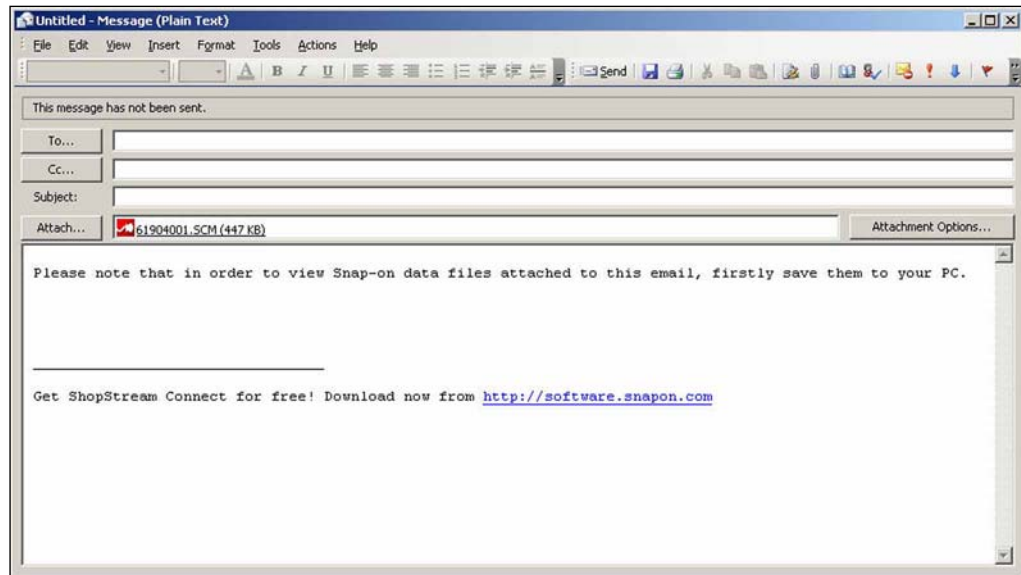 Untitled - Message (Plain Text)
File Edit View Insert Format Tools Actions Help
A B I U Send
This message has not been sent.
To...
Cc...
Subject:
Attach... 61904001.SCM (447 KB) Attachment Options...
Please note that in order to view Snap-on data files attached to this email, firstly save them to your PC.
Get ShopStream Connect for free! Download now from http://software.snapon.com